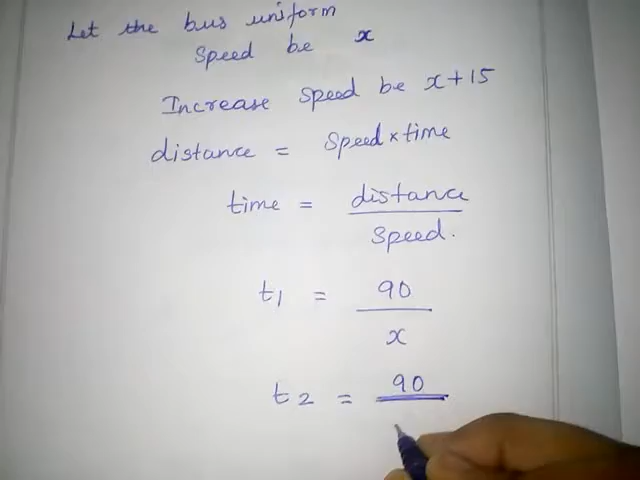 Let the bus uniform
Speed be x
Increase Speed be x+15
distance = Speed×time
time = distance / Speed.
t1 = 90 / x
t2 = 90